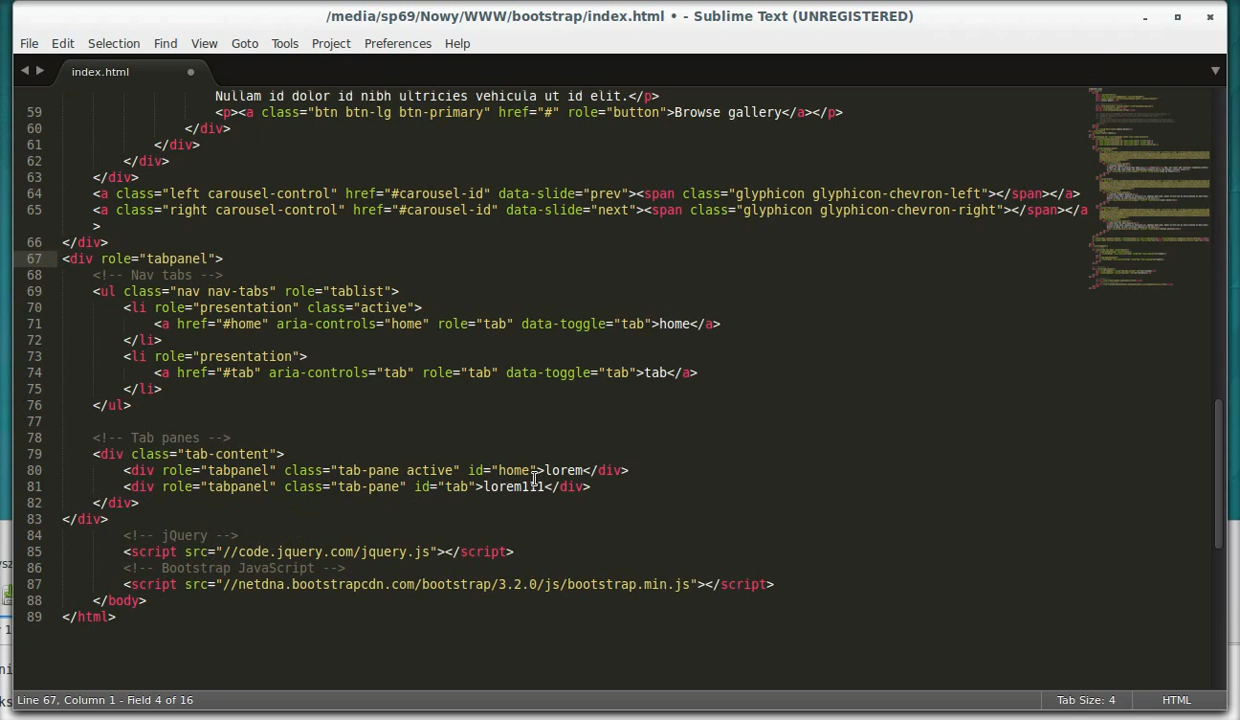 /media/sp69/Nowy/WWW/bootstrap/index.html • - Sublime Text (UNREGISTERED)
File Edit Selection Find View Goto Tools Project Preferences Help
index.html
Nullam id dolor id nibh ultricies vehicula ut id elit.</p>
59 <p><a class="btn btn-lg btn-primary" href="#" role="button">Browse gallery</a></p>
60 </div>
61 </div>
62 </div>
63 </div>
64 <a class="left carousel-control" href="#carousel-id" data-slide="prev"><span class="glyphicon glyphicon-chevron-left"></span></a>
65 <a class="right carousel-control" href="#carousel-id" data-slide="next"><span class="glyphicon glyphicon-chevron-right"></span></a
>
66 </div>
67 <div role="tabpanel">
68 <!-- Nav tabs -->
69 <ul class="nav nav-tabs" role="tablist">
70 <li role="presentation" class="active">
71 <a href="#home" aria-controls="home" role="tab" data-toggle="tab">home</a>
72 </li>
73 <li role="presentation">
74 <a href="#tab" aria-controls="tab" role="tab" data-toggle="tab">tab</a>
75 </li>
76 </ul>
77
78 <!-- Tab panes -->
79 <div class="tab-content">
80 <div role="tabpanel" class="tab-pane active" id="home">lorem</div>
81 <div role="tabpanel" class="tab-pane" id="tab">lorem111</div>
82 </div>
83 </div>
84 <!-- jQuery -->
85 <script src="//code.jquery.com/jquery.js"></script>
86 <!-- Bootstrap JavaScript -->
87 <script src="//netdna.bootstrapcdn.com/bootstrap/3.2.0/js/bootstrap.min.js"></script>
88 </body>
89 </html>
Line 67, Column 1 - Field 4 of 16
Tab Size: 4
HTML